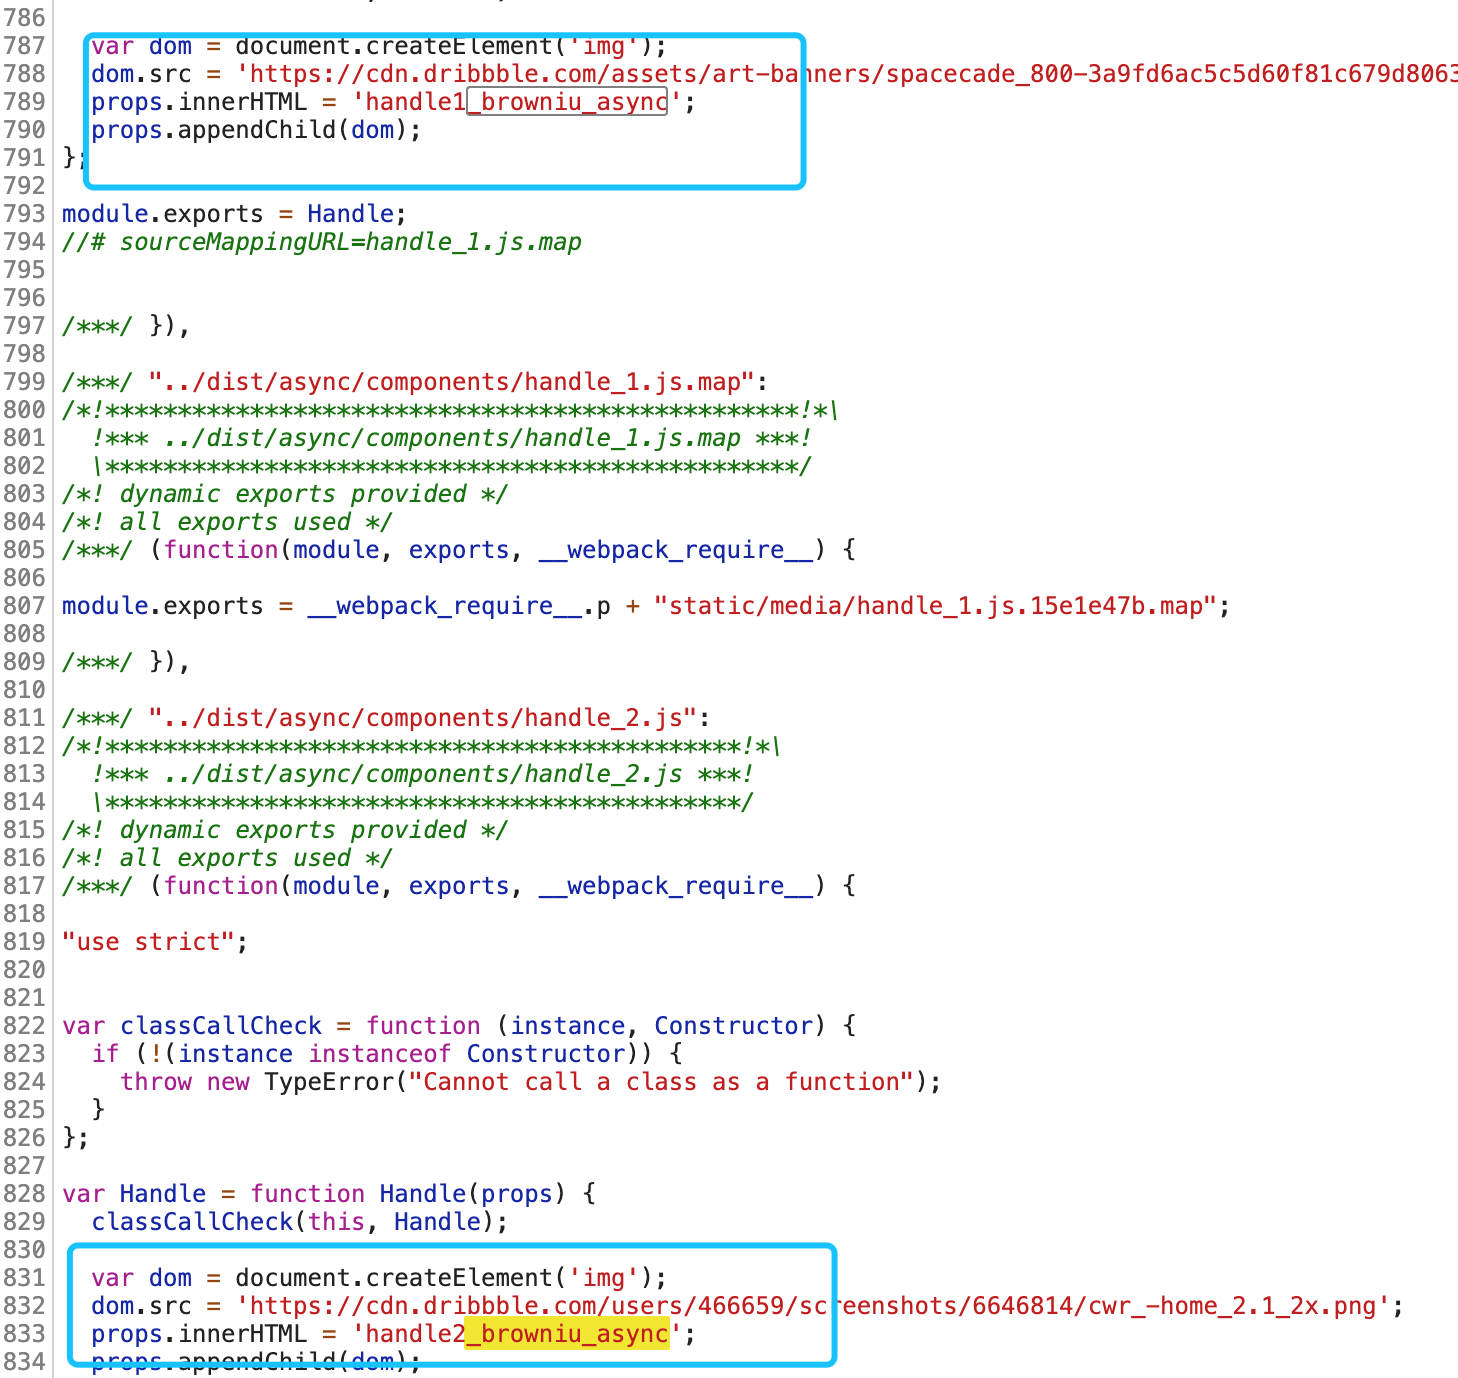 786
787 var dom = document.createElement('img');
788 dom.src = 'https://cdn.dribbble.com/assets/art-banners/spacecade_800-3a9fd6ac5c5d60f81c679d8063
789 props.innerHTML = 'handle1_browniu_async';
790 props.appendChild(dom);
791 };
792
793 module.exports = Handle;
794 //# sourceMappingURL=handle_1.js.map
795
796
797 /***/ }),
798
799 /***/ "../dist/async/components/handle_1.js.map":
800 /*!************************************************!*\
801 !*** ../dist/async/components/handle_1.js.map ***!
802 \************************************************/
803 /*! dynamic exports provided */
804 /*! all exports used */
805 /***/ (function(module, exports, __webpack_require__) {
806
807 module.exports = __webpack_require__.p + "static/media/handle_1.js.15e1e47b.map";
808
809 /***/ }),
810
811 /***/ "../dist/async/components/handle_2.js":
812 /*!********************************************!*\
813 !*** ../dist/async/components/handle_2.js ***!
814 \********************************************/
815 /*! dynamic exports provided */
816 /*! all exports used */
817 /***/ (function(module, exports, __webpack_require__) {
818
819 "use strict";
820
821
822 var classCallCheck = function (instance, Constructor) {
823 if (!(instance instanceof Constructor)) {
824 throw new TypeError("Cannot call a class as a function");
825 }
826 };
827
828 var Handle = function Handle(props) {
829 classCallCheck(this, Handle);
830
831 var dom = document.createElement('img');
832 dom.src = 'https://cdn.dribbble.com/users/466659/screenshots/6646814/cwr_-home_2.1_2x.png';
833 props.innerHTML = 'handle2_browniu_async';
834 props.appendChild(dom);